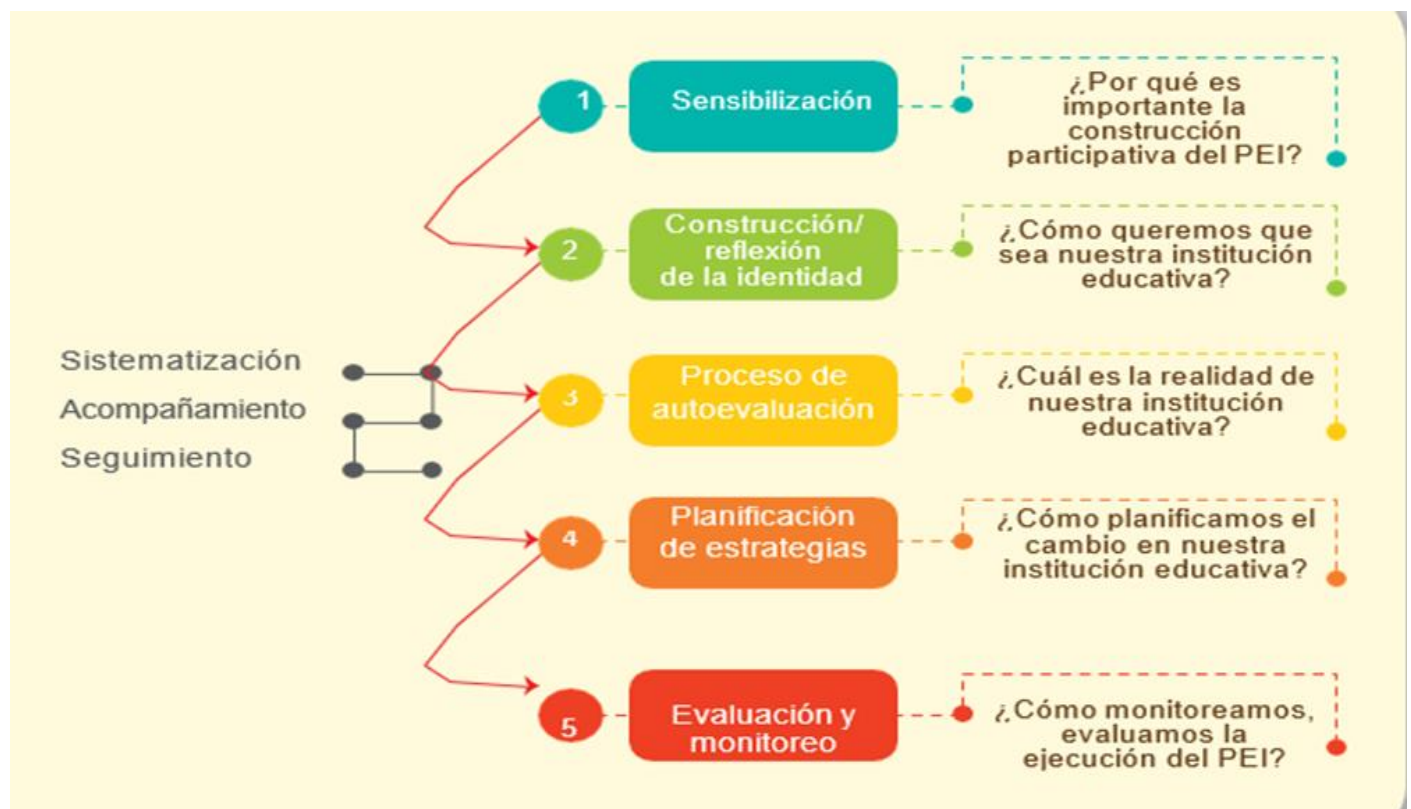 1
Sensibilización
¿Por qué es
importante la
construcción
participativa del PEI?
2
Construcción/
reflexión
de la identidad
¿Cómo queremos que
sea nuestra institución
educativa?
Sistematización
Acompañamiento
Seguimiento
3
Proceso de
autoevaluación
¿Cuál es la realidad de
nuestra institución
educativa?
4
Planificación
de estrategias
¿Cómo planificamos el
cambio en nuestra
institución educativa?
5
Evaluación y
monitoreo
¿Cómo monitoreamos,
evaluamos la
ejecución del PEI?